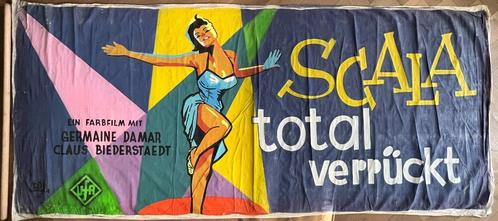 SCALA
total
verrückt
EIN FARBFILM MIT
GERMAINE DAMAR
CLAUS BIEDERSTAEDT
UFA